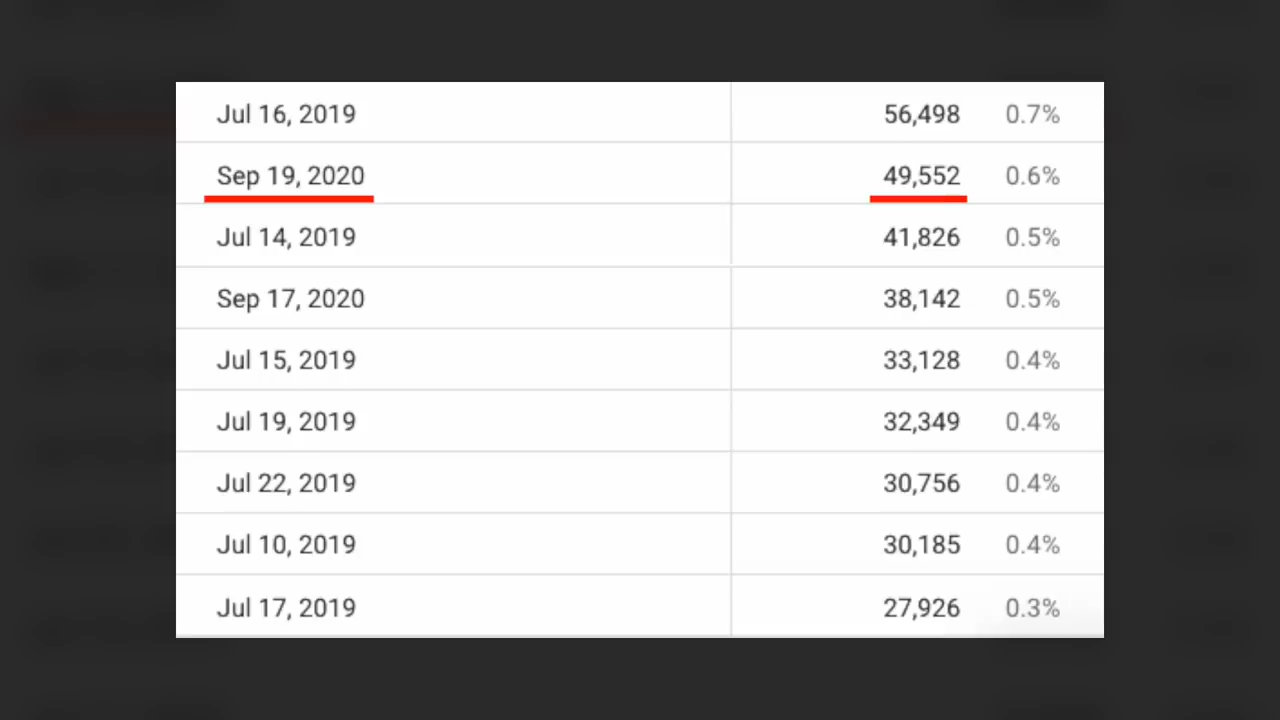 Jul 16, 2019 56,498 0.7%
Sep 19, 2020 49,552 0.6%
Jul 14, 2019 41,826 0.5%
Sep 17, 2020 38,142 0.5%
Jul 15, 2019 33,128 0.4%
Jul 19, 2019 32,349 0.4%
Jul 22, 2019 30,756 0.4%
Jul 10, 2019 30,185 0.4%
Jul 17, 2019 27,926 0.3%